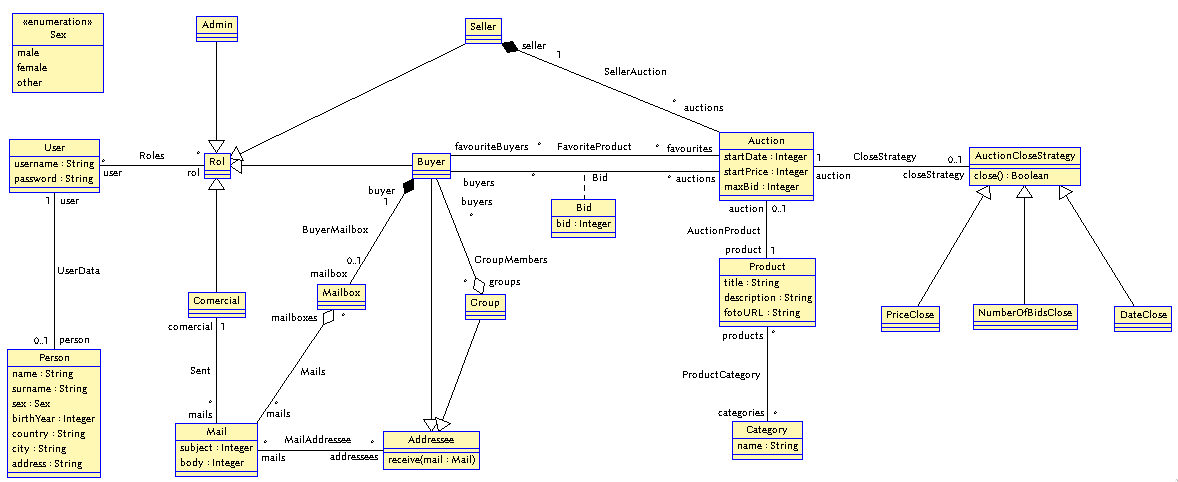 «enumeration»
Sex
male
female
other
Admin
Seller
seller
1
SellerAuction
*
auctions
User
username : String
password : String
*
user
Roles
*
rol
Rol
Buyer
favouriteBuyers
*
FavoriteProduct
*
favourites
buyers
*
Bid
*
auctions
Auction
startDate : Integer
startPrice : Integer
maxBid : Integer
1
auction
CloseStrategy
0..1
closeStrategy
AuctionCloseStrategy
close() : Boolean
1
user
buyer
1
buyers
*
Bid
bid : Integer
auction
0..1
AuctionProduct
product
1
BuyerMailbox
UserData
0..1
mailbox
GroupMembers
*
groups
Product
title : String
description : String
fotoURL : String
Comercial
Mailbox
Group
PriceClose
NumberOfBidsClose
DateClose
comercial
1
mailboxes
*
products
*
0..1
person
Person
name : String
surname : String
sex : Sex
birthYear : Integer
country : String
city : String
address : String
Sent
Mails
ProductCategory
*
mails
mails
categories
*
Mail
subject : Integer
body : Integer
*
mails
MailAddressee
*
addressees
Addressee
receive(mail : Mail)
Category
name : String